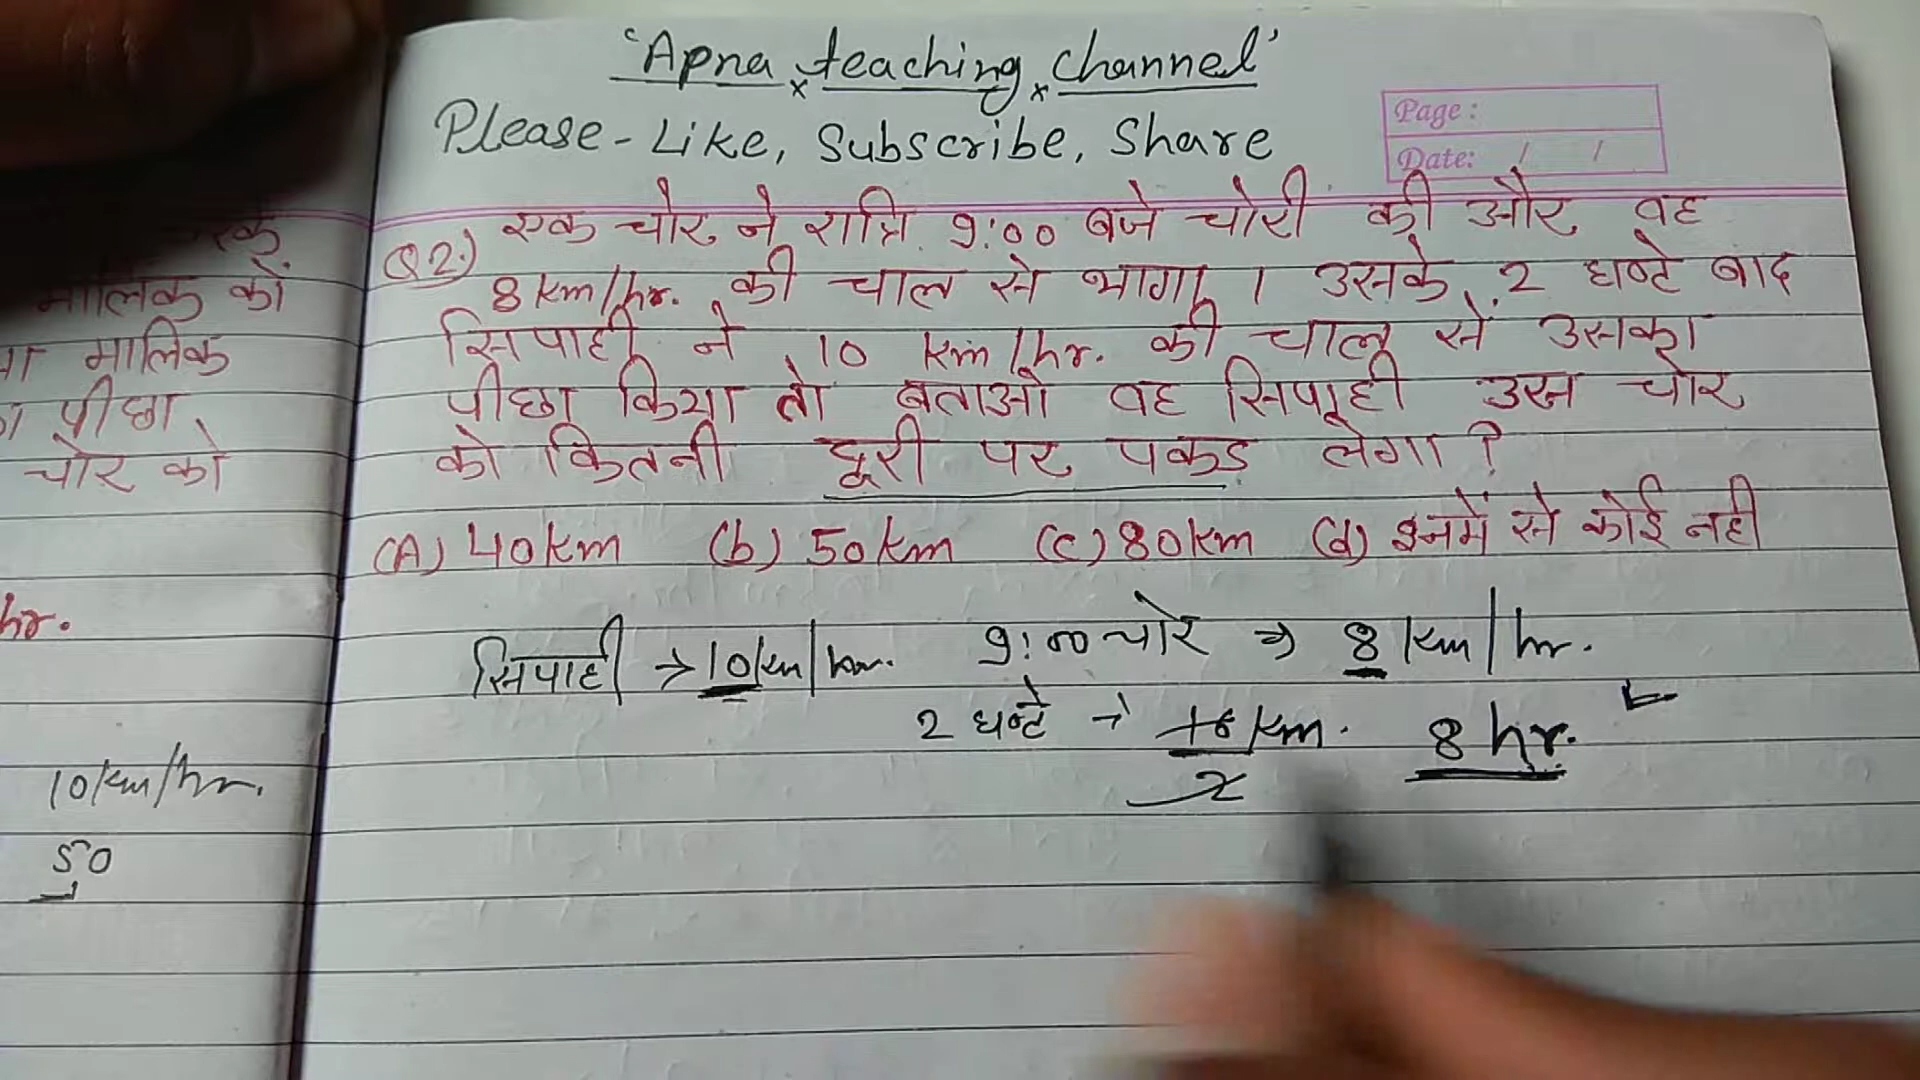 'Apna teaching channel'
Please - Like, Subscribe, Share
Page :
Date: / /
Q2.) एक चोर ने रात्रि 9:00 बजे चोरी की और वह
8 km/hr. की चाल से भागा । उसके 2 घण्टे बाद
सिपाही ने 10 km/hr. की चाल से उसका
पीछा किया तो बताओ वह सिपाही उस चोर
को कितनी दूरी पर पकड़ लेगा ?
(A) 40km (b) 50km (c) 80km (d) इनमें से कोई नही
सिपाही → 10km/hr. 9:00 चोर ⇒ 8 km/hr.
2 घण्टे → 16 km. 8 hr.
2
मालिक को
मालिक
पीछा
चोर को
hr.
10km/hr.
50